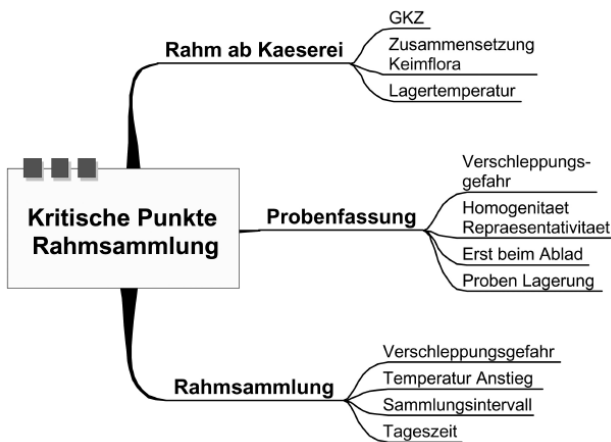 Kritische Punkte
Rahmsammlung
Rahm ab Kaeserei
GKZ
Zusammensetzung
Keimflora
Lagertemperatur
Probenfassung
Verschleppungs-
gefahr
Homogenitaet
Repraesentativitaet
Erst beim Ablad
Proben Lagerung
Rahmsammlung
Verschleppungsgefahr
Temperatur Anstieg
Sammlungsintervall
Tageszeit